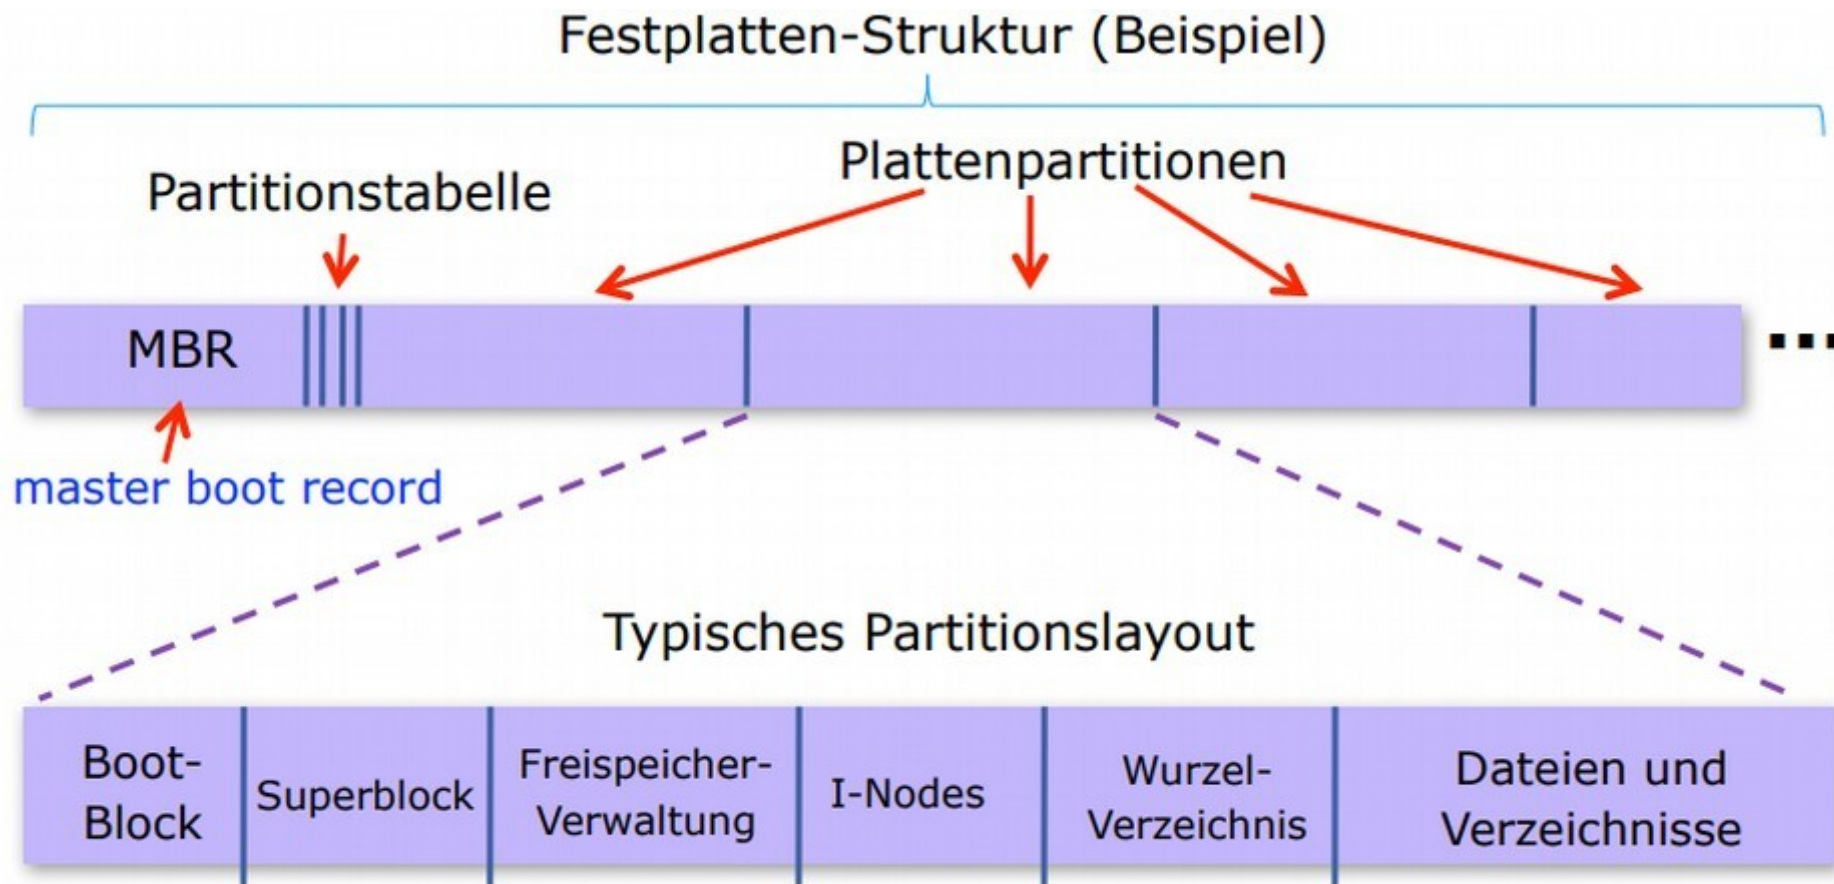 Festplatten-Struktur (Beispiel)
Plattenpartitionen
Partitionstabelle
MBR
...
master boot record
Typisches Partitionslayout
Boot-
Block
Superblock
Freispeicher-
Verwaltung
I-Nodes
Wurzel-
Verzeichnis
Dateien und
Verzeichnisse